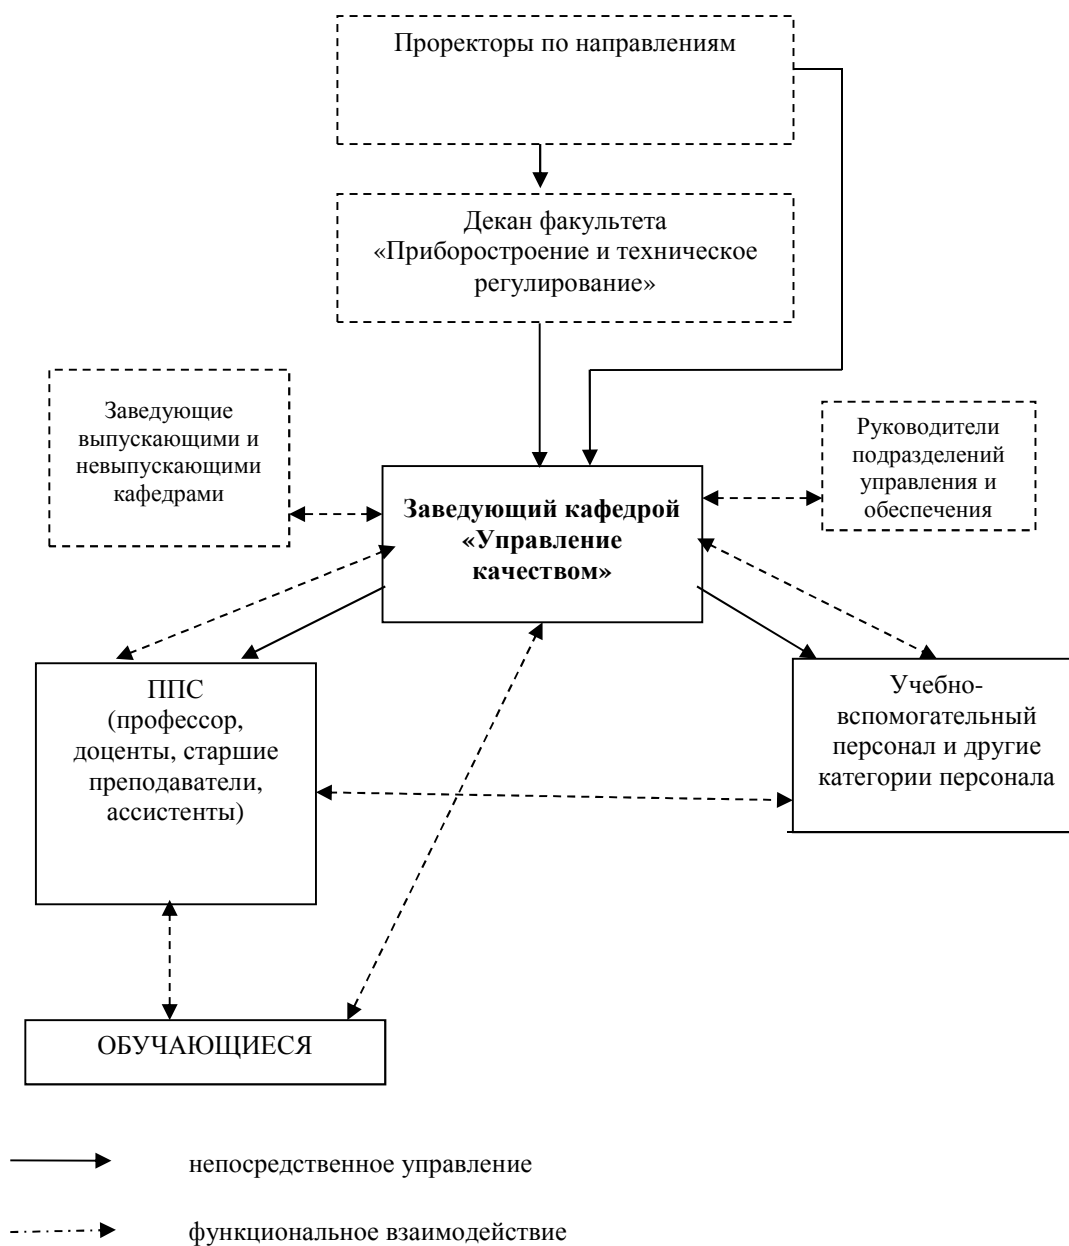 Проректоры по направлениям
Декан факультета
«Приборостроение и техническое
регулирование»
Заведующие
выпускающими и
невыпускающими
кафедрами
Руководители
подразделений
управления и
обеспечения
Заведующий кафедрой
«Управление
качеством»
ППС
(профессор,
доценты, старшие
преподаватели,
ассистенты)
Учебно-
вспомогательный
персонал и другие
категории персонала
ОБУЧАЮЩИЕСЯ
непосредственное управление
функциональное взаимодействие